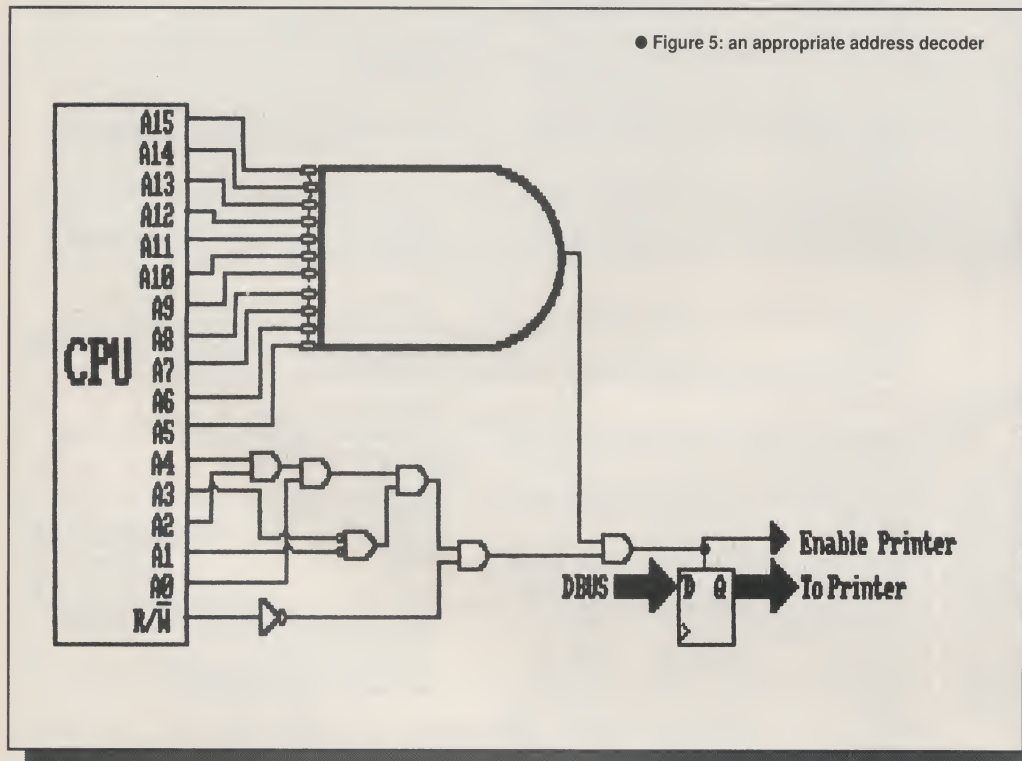 ● Figure 5: an appropriate address decoder
A15
A14
A13
A12
A11
A10
A9
A8
CPU
A7
A6
A5
A4
A3
A2
A1
A0
R/W̅
Enable Printer
DBUS
D Q
To Printer